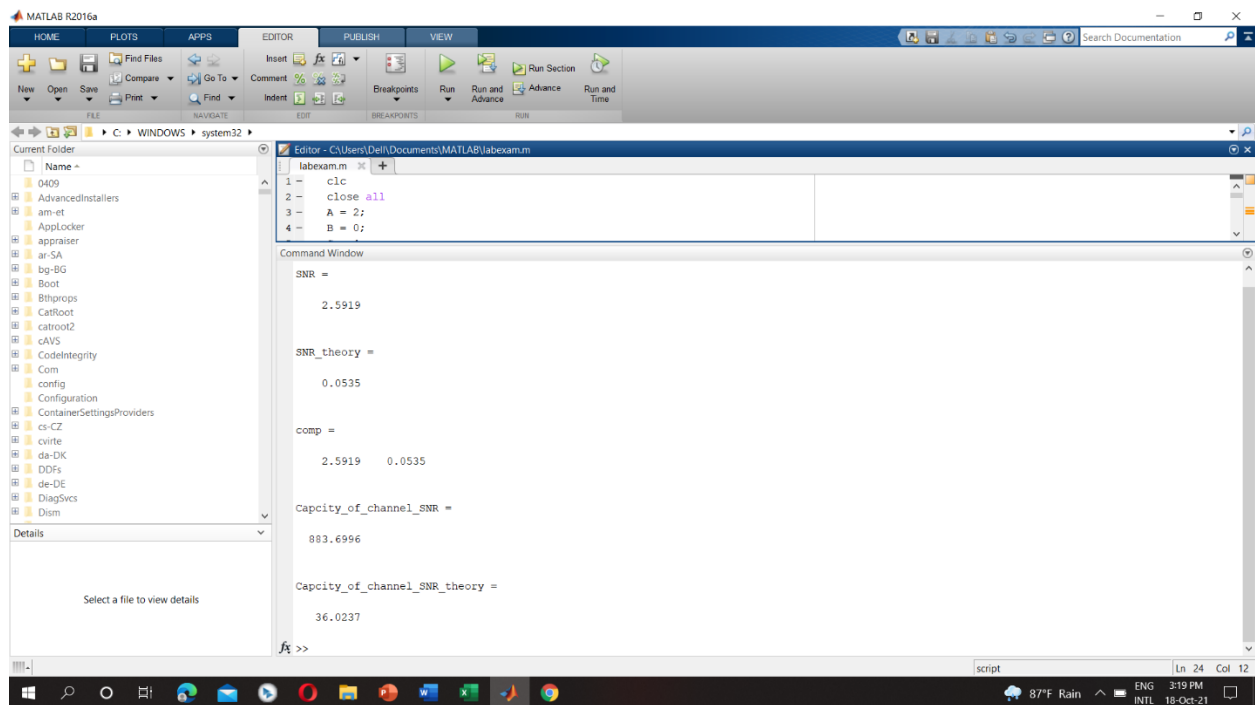 MATLAB R2016a
HOME PLOTS APPS EDITOR PUBLISH VIEW
Search Documentation
New Open Save Find Files Compare Print
Go To Find
Insert fx Comment % Indent
Breakpoints Run Run and Advance Run Section Advance Run and Time
FILE NAVIGATE EDIT BREAKPOINTS RUN
C: WINDOWS system32
Current Folder
Name
0409
AdvancedInstallers
am-et
AppLocker
appraiser
ar-SA
bg-BG
Boot
Bthprops
CatRoot
catroot2
cAVS
CodeIntegrity
Com
config
Configuration
ContainerSettingsProviders
cs-CZ
cvirte
da-DK
DDFs
de-DE
DiagSvcs
Dism
Details
Select a file to view details
Editor - C:\Users\Dell\Documents\MATLAB\labexam.m
labexam.m
1 - clc
2 - close all
3 - A = 2;
4 - B = 0;
Command Window
SNR =
2.5919
SNR_theory =
0.0535
comp =
2.5919 0.0535
Capcity_of_channel_SNR =
883.6996
Capcity_of_channel_SNR_theory =
36.0237
fx >>
script Ln 24 Col 12
87°F Rain ENG INTL 3:19 PM 18-Oct-21